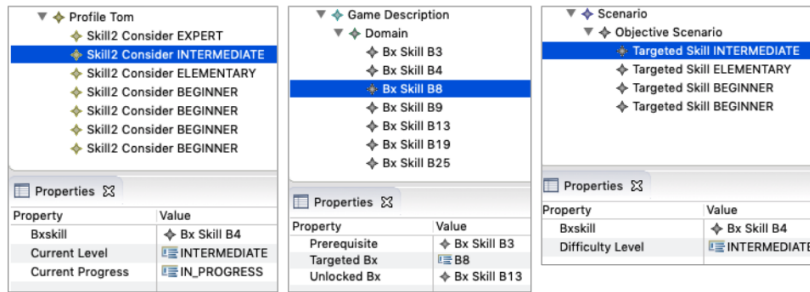 Profile Tom
Skill2 Consider EXPERT
Skill2 Consider INTERMEDIATE
Skill2 Consider ELEMENTARY
Skill2 Consider BEGINNER
Skill2 Consider BEGINNER
Skill2 Consider BEGINNER
Skill2 Consider BEGINNER
Properties
Property Value
Bxskill Bx Skill B4
Current Level INTERMEDIATE
Current Progress IN_PROGRESS
Game Description
Domain
Bx Skill B3
Bx Skill B4
Bx Skill B8
Bx Skill B9
Bx Skill B13
Bx Skill B19
Bx Skill B25
Properties
Property Value
Prerequisite Bx Skill B3
Targeted Bx B8
Unlocked Bx Bx Skill B13
Scenario
Objective Scenario
Targeted Skill INTERMEDIATE
Targeted Skill ELEMENTARY
Targeted Skill BEGINNER
Targeted Skill BEGINNER
Properties
Property Value
Bxskill Bx Skill B4
Difficulty Level INTERMEDIATE